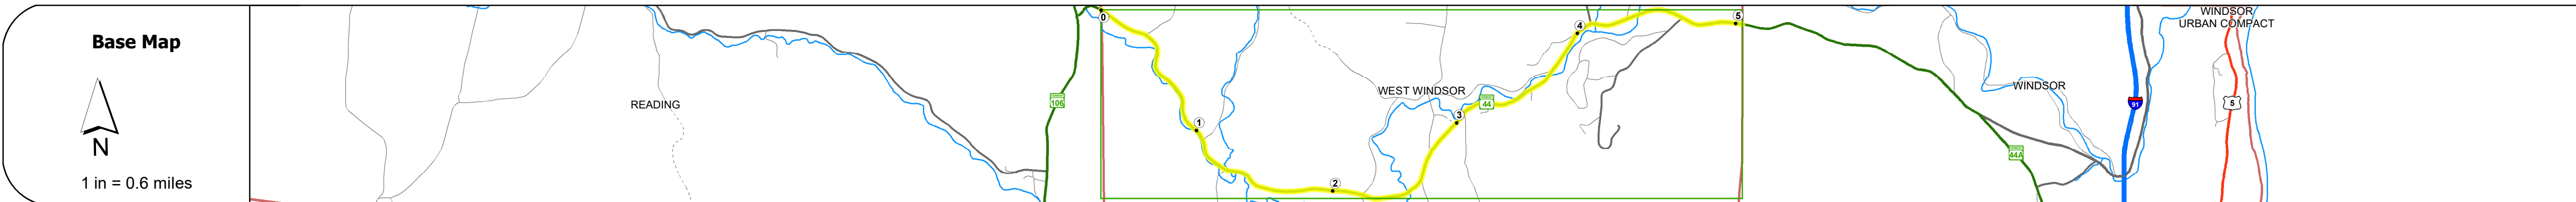 Base Map
N
1 in = 0.6 miles
READING
106
0
1
2
3
4
5
WEST WINDSOR
44
WINDSOR
44A
91
5
WINDSOR
URBAN COMPACT